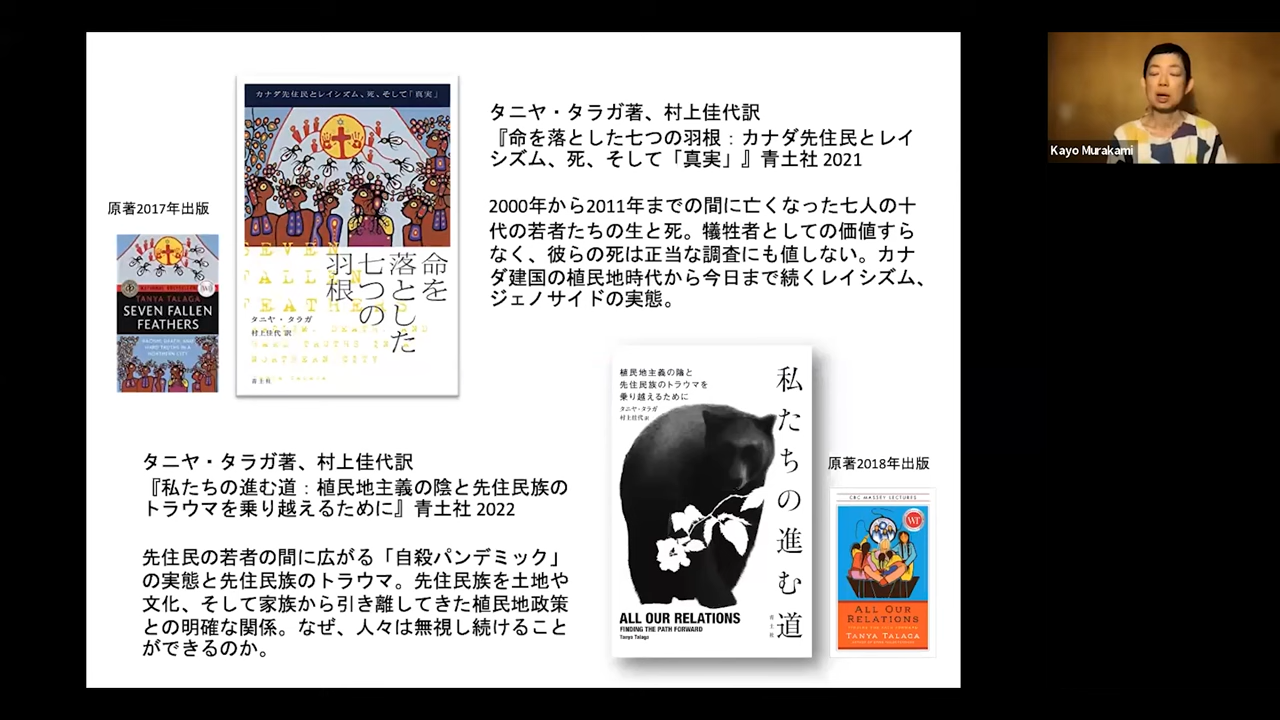 タニヤ・タラガ著、村上佳代訳
『命を落とした七つの羽根：カナダ先住民とレイ
シズム、死、そして「真実」』青土社 2021
2000年から2011年までの間に亡くなった七人の十
代の若者たちの生と死。犠牲者としての価値すら
なく、彼らの死は正当な調査にも値しない。カナ
ダ建国の植民地時代から今日まで続くレイシズム、
ジェノサイドの実態。
原著2017年出版
TANYA TALAGA
SEVEN FALLEN
FEATHERS
RACISM, DEATH, AND
HARD TRUTHS IN A
NORTHERN CITY
カナダ先住民とレイシズム、死、そして「真実」
SEVEN
FALLEN
FEATHERS
命を
落とした
七つの
羽根
タニヤ・タラガ
村上佳代 訳
青土社
タニヤ・タラガ著、村上佳代訳
『私たちの進む道：植民地主義の陰と先住民族の
トラウマを乗り越えるために』青土社 2022
先住民の若者の間に広がる「自殺パンデミック」
の実態と先住民族のトラウマ。先住民族を土地や
文化、そして家族から引き離してきた植民地政策
との明確な関係。なぜ、人々は無視し続けること
ができるのか。
植民地主義の陰と
先住民族のトラウマを
乗り越えるために
タニヤ・タラガ
村上佳代 訳
私たちの進む道
ALL OUR RELATIONS
FINDING THE PATH FORWARD
Tanya Talaga
青土社
原著2018年出版
CBC MASSEY LECTURES
ALL OUR
RELATIONS
FINDING THE PATH FORWARD
TANYA TALAGA
Kayo Murakami